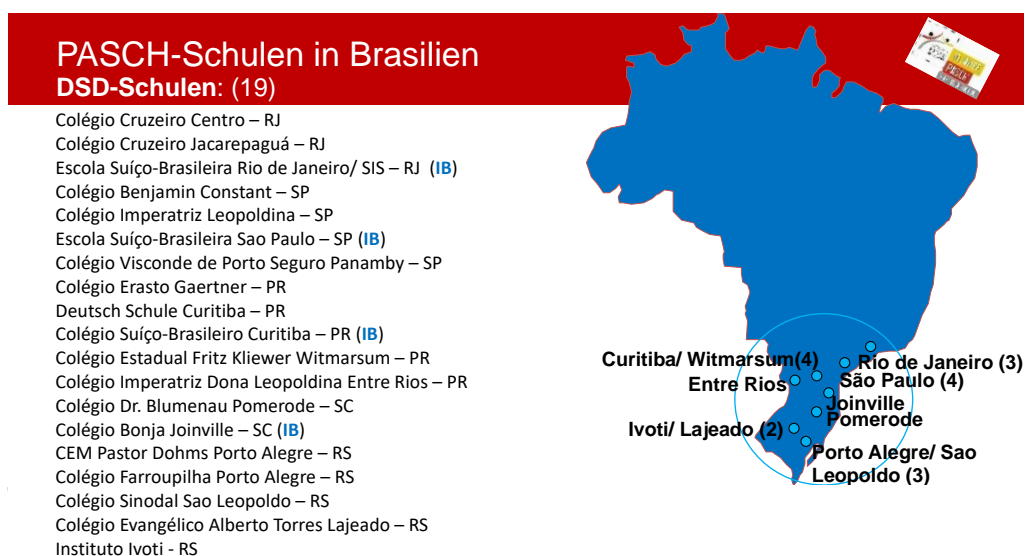 PASCH-Schulen in Brasilien
DSD-Schulen: (19)
Colégio Cruzeiro Centro – RJ
Colégio Cruzeiro Jacarepaguá – RJ
Escola Suíço-Brasileira Rio de Janeiro/ SIS – RJ (IB)
Colégio Benjamin Constant – SP
Colégio Imperatriz Leopoldina – SP
Escola Suíço-Brasileira Sao Paulo – SP (IB)
Colégio Visconde de Porto Seguro Panamby – SP
Colégio Erasto Gaertner – PR
Deutsch Schule Curitiba – PR
Colégio Suíço-Brasileiro Curitiba – PR (IB)
Colégio Estadual Fritz Kliewer Witmarsum – PR
Colégio Imperatriz Dona Leopoldina Entre Rios – PR
Colégio Dr. Blumenau Pomerode – SC
Colégio Bonja Joinville – SC (IB)
CEM Pastor Dohms Porto Alegre – RS
Colégio Farroupilha Porto Alegre – RS
Colégio Sinodal Sao Leopoldo – RS
Colégio Evangélico Alberto Torres Lajeado – RS
Instituto Ivoti - RS
PASCH
Curitiba/ Witmarsum(4)
Rio de Janeiro (3)
Entre Rios
São Paulo (4)
Joinville
Pomerode
Ivoti/ Lajeado (2)
Porto Alegre/ Sao
Leopoldo (3)